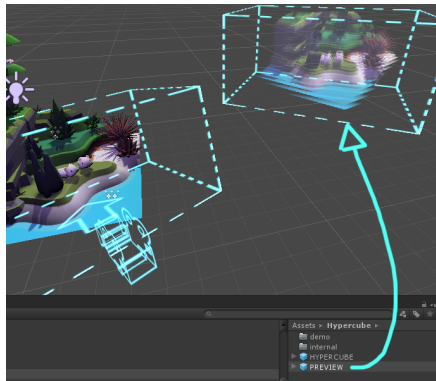 Assets ▸ Hypercube ▸
demo
internal
HYPERCUBE
PREVIEW